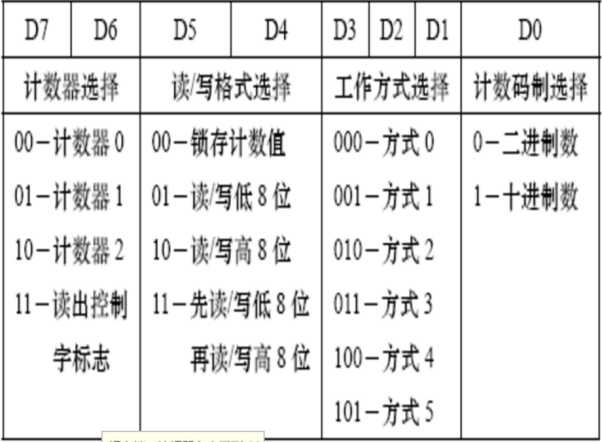 D7 D6 D5 D4 D3 D2 D1 D0
计数器选择 读/写格式选择 工作方式选择 计数码制选择
00－计数器0 00－锁存计数值 000－方式0 0－二进制数
01－计数器1 01－读/写低8位 001－方式1 1－十进制数
10－计数器2 10－读/写高8位 010－方式2
11－读出控制 11－先读/写低8位 011－方式3
字标志 再读/写高8位 100－方式4
101－方式5